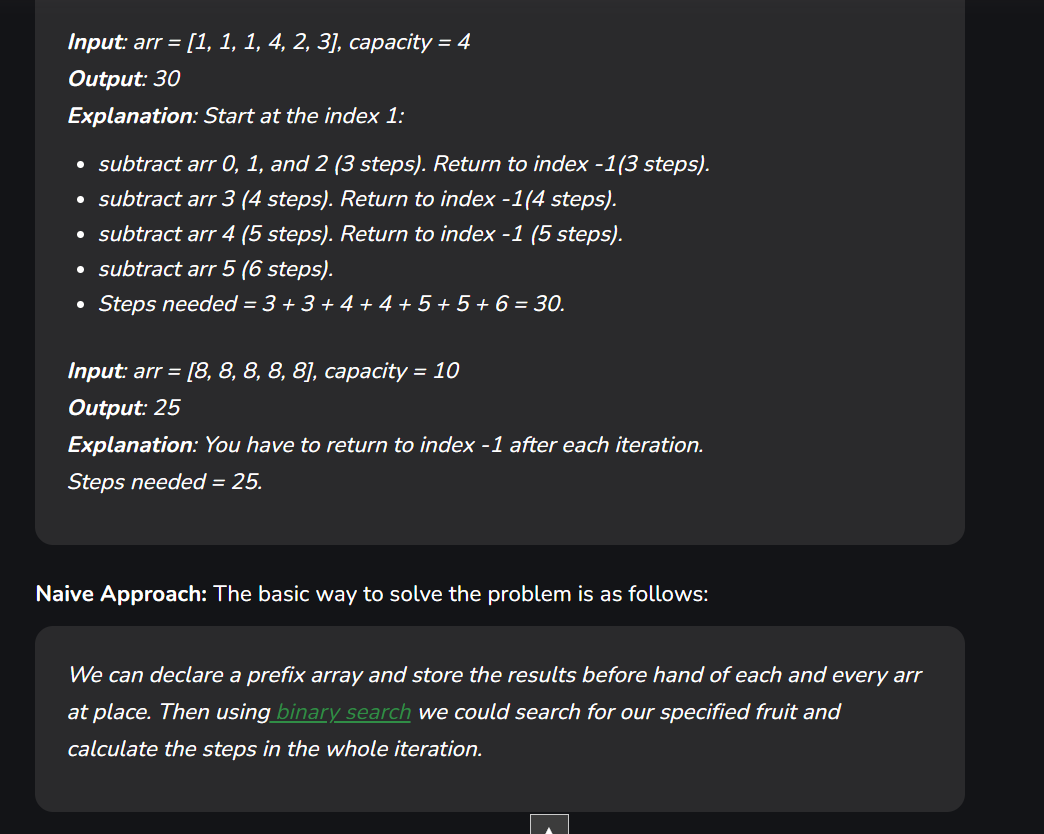 Input: arr = [1, 1, 1, 4, 2, 3], capacity = 4
Output: 30
Explanation: Start at the index 1:
• subtract arr 0, 1, and 2 (3 steps). Return to index -1(3 steps).
• subtract arr 3 (4 steps). Return to index -1(4 steps).
• subtract arr 4 (5 steps). Return to index -1 (5 steps).
• subtract arr 5 (6 steps).
• Steps needed = 3 + 3 + 4 + 4 + 5 + 5 + 6 = 30.
Input: arr = [8, 8, 8, 8, 8], capacity = 10
Output: 25
Explanation: You have to return to index -1 after each iteration.
Steps needed = 25.
Naive Approach: The basic way to solve the problem is as follows:
We can declare a prefix array and store the results before hand of each and every arr
at place. Then using binary search we could search for our specified fruit and
calculate the steps in the whole iteration.